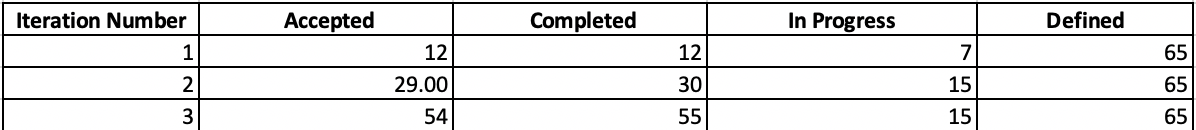 Iteration Number Accepted Completed In Progress Defined
1 12 12 7 65
2 29.00 30 15 65
3 54 55 15 65